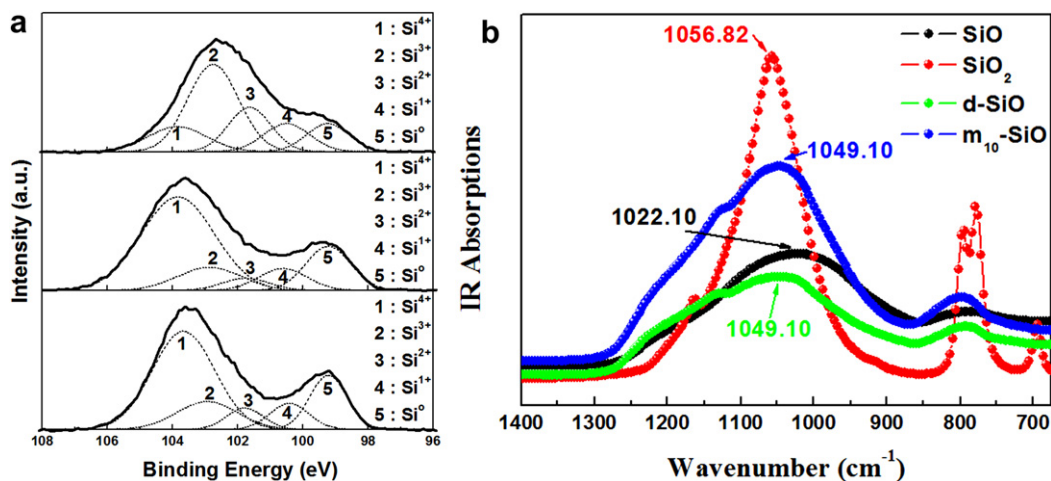 a
1 : Si⁴⁺
2 : Si³⁺
3 : Si²⁺
4 : Si¹⁺
5 : Siº
1
2
3
4
5
1 : Si⁴⁺
2 : Si³⁺
3 : Si²⁺
4 : Si¹⁺
5 : Siº
1
2
3
4
5
1 : Si⁴⁺
2 : Si³⁺
3 : Si²⁺
4 : Si¹⁺
5 : Siº
1
2
3
4
5
Intensity (a.u.)
108 106 104 102 100 98 96
Binding Energy (eV)
b
1056.82
SiO
SiO₂
d-SiO
m₁₀-SiO
1049.10
1022.10
1049.10
IR Absorptions
1400 1300 1200 1100 1000 900 800 700
Wavenumber (cm⁻¹)